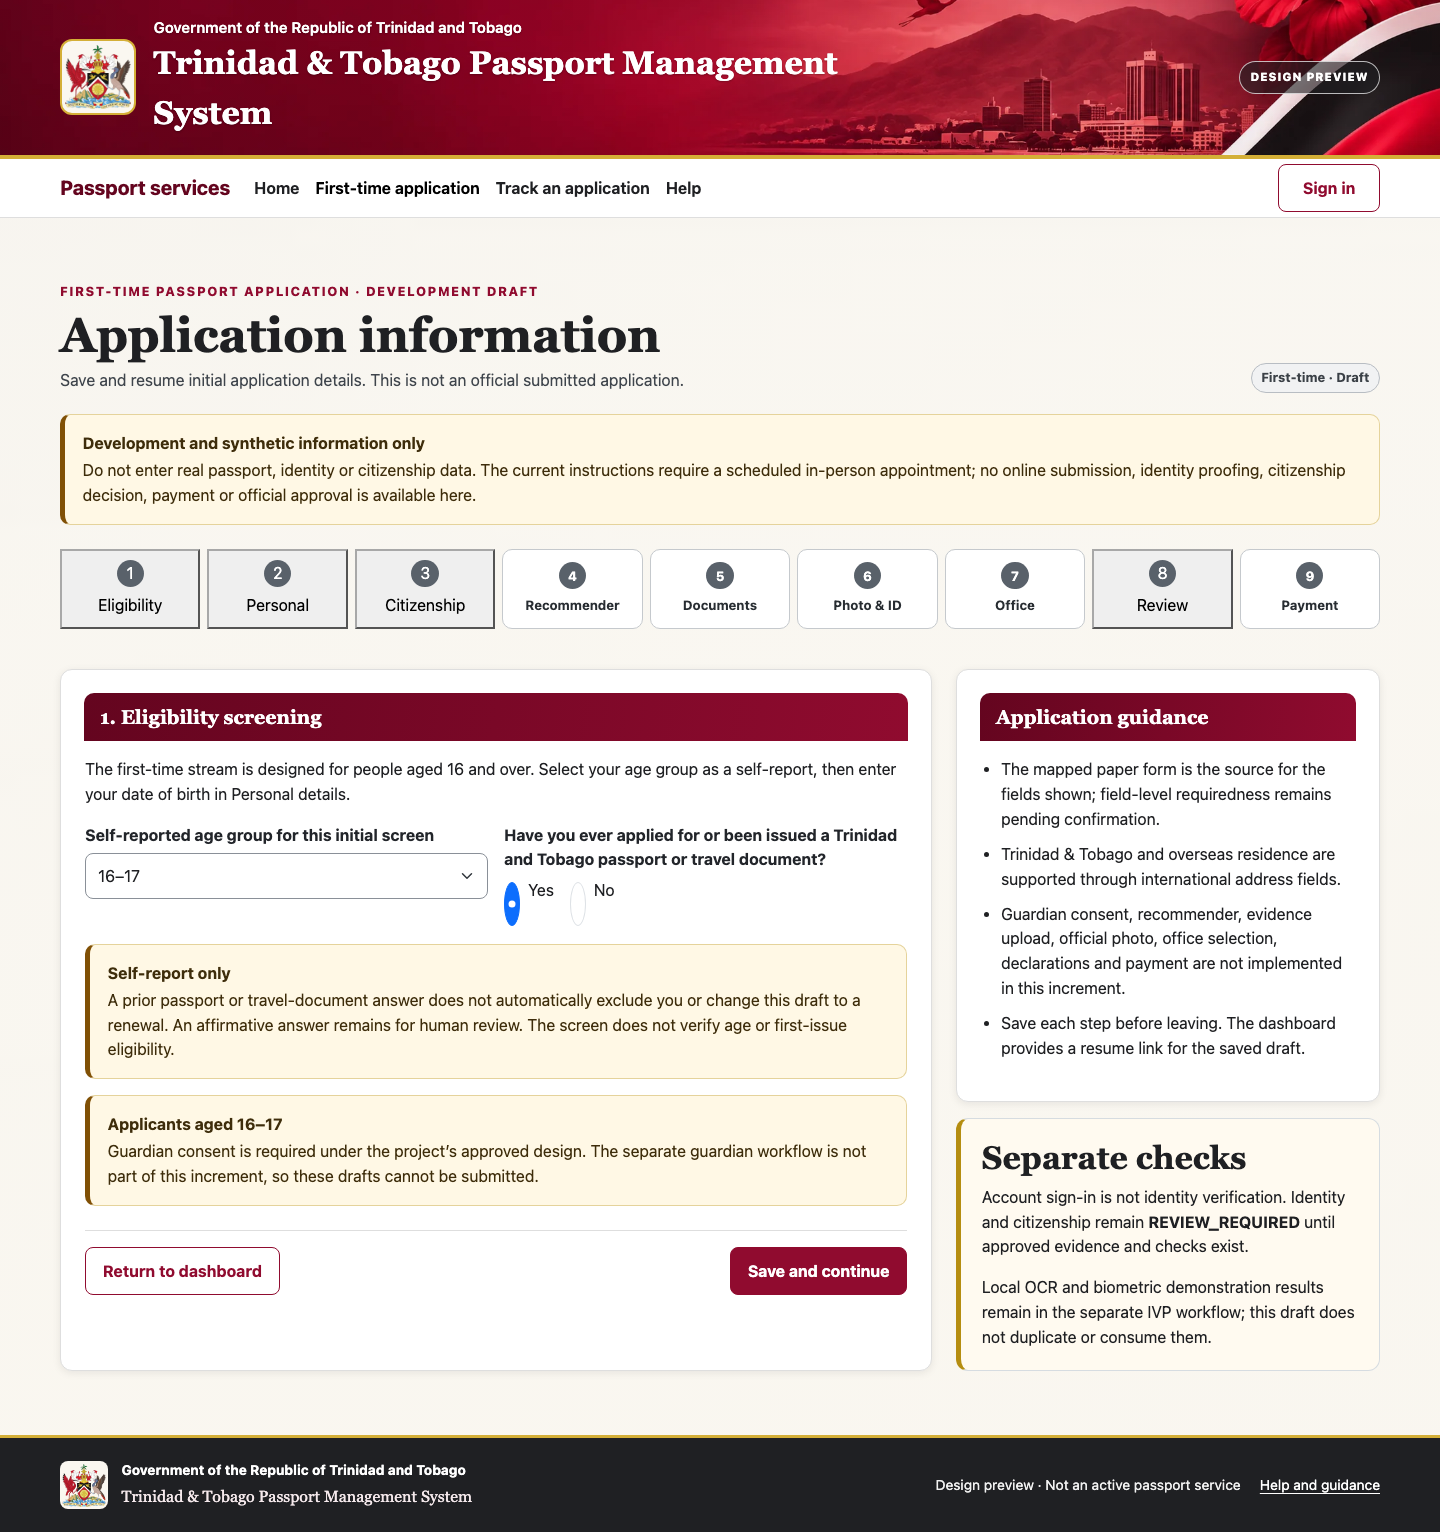 Government of the Republic of Trinidad and Tobago
Trinidad & Tobago Passport Management
System
DESIGN PREVIEW
Passport services
Home
First-time application
Track an application
Help
Sign in
FIRST-TIME PASSPORT APPLICATION · DEVELOPMENT DRAFT
Application information
Save and resume initial application details. This is not an official submitted application.
First-time · Draft
Development and synthetic information only
Do not enter real passport, identity or citizenship data. The current instructions require a scheduled in-person appointment; no online submission, identity proofing, citizenship
decision, payment or official approval is available here.
1
Eligibility
2
Personal
3
Citizenship
4
Recommender
5
Documents
6
Photo & ID
7
Office
8
Review
9
Payment
1. Eligibility screening
The first-time stream is designed for people aged 16 and over. Select your age group as a self-report, then enter
your date of birth in Personal details.
Self-reported age group for this initial screen
16–17
Have you ever applied for or been issued a Trinidad
and Tobago passport or travel document?
Yes
No
Self-report only
A prior passport or travel-document answer does not automatically exclude you or change this draft to a
renewal. An affirmative answer remains for human review. The screen does not verify age or first-issue
eligibility.
Applicants aged 16–17
Guardian consent is required under the project’s approved design. The separate guardian workflow is not
part of this increment, so these drafts cannot be submitted.
Return to dashboard
Save and continue
Application guidance
• The mapped paper form is the source for the
fields shown; field-level requiredness remains
pending confirmation.
• Trinidad & Tobago and overseas residence are
supported through international address fields.
• Guardian consent, recommender, evidence
upload, official photo, office selection,
declarations and payment are not implemented
in this increment.
• Save each step before leaving. The dashboard
provides a resume link for the saved draft.
Separate checks
Account sign-in is not identity verification. Identity
and citizenship remain REVIEW_REQUIRED until
approved evidence and checks exist.
Local OCR and biometric demonstration results
remain in the separate IVP workflow; this draft does
not duplicate or consume them.
Government of the Republic of Trinidad and Tobago
Trinidad & Tobago Passport Management System
Design preview · Not an active passport service
Help and guidance